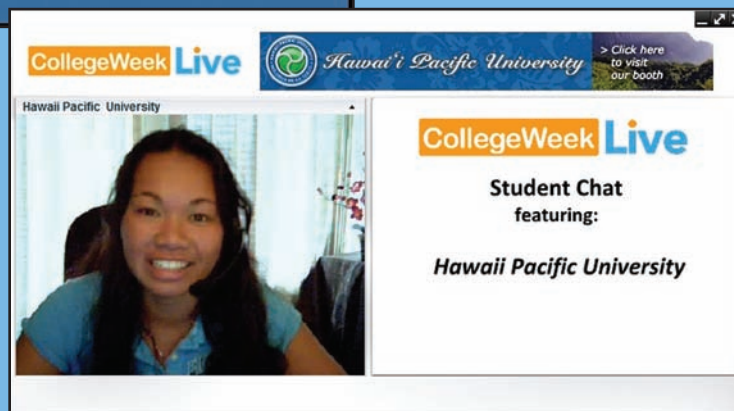 CollegeWeek Live
Hawai'i Pacific University
> Click here
to visit
our booth
Hawaii Pacific University
CollegeWeek Live
Student Chat
featuring:
Hawaii Pacific University